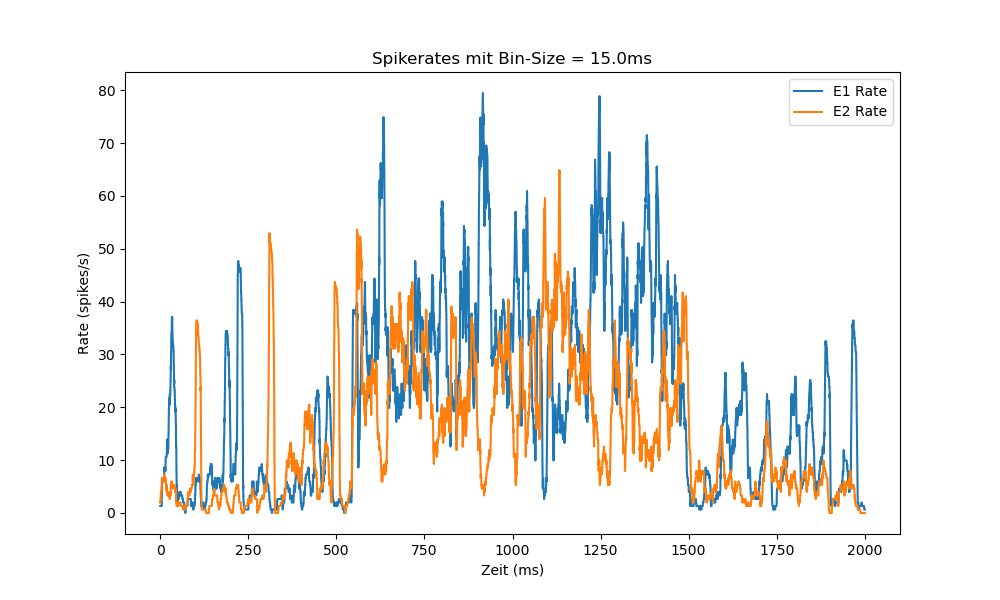 Spikerates mit Bin-Size = 15.0ms
E1 Rate
E2 Rate
80
70
60
50
40
30
20
10
0
Rate (spikes/s)
0 250 500 750 1000 1250 1500 1750 2000
Zeit (ms)